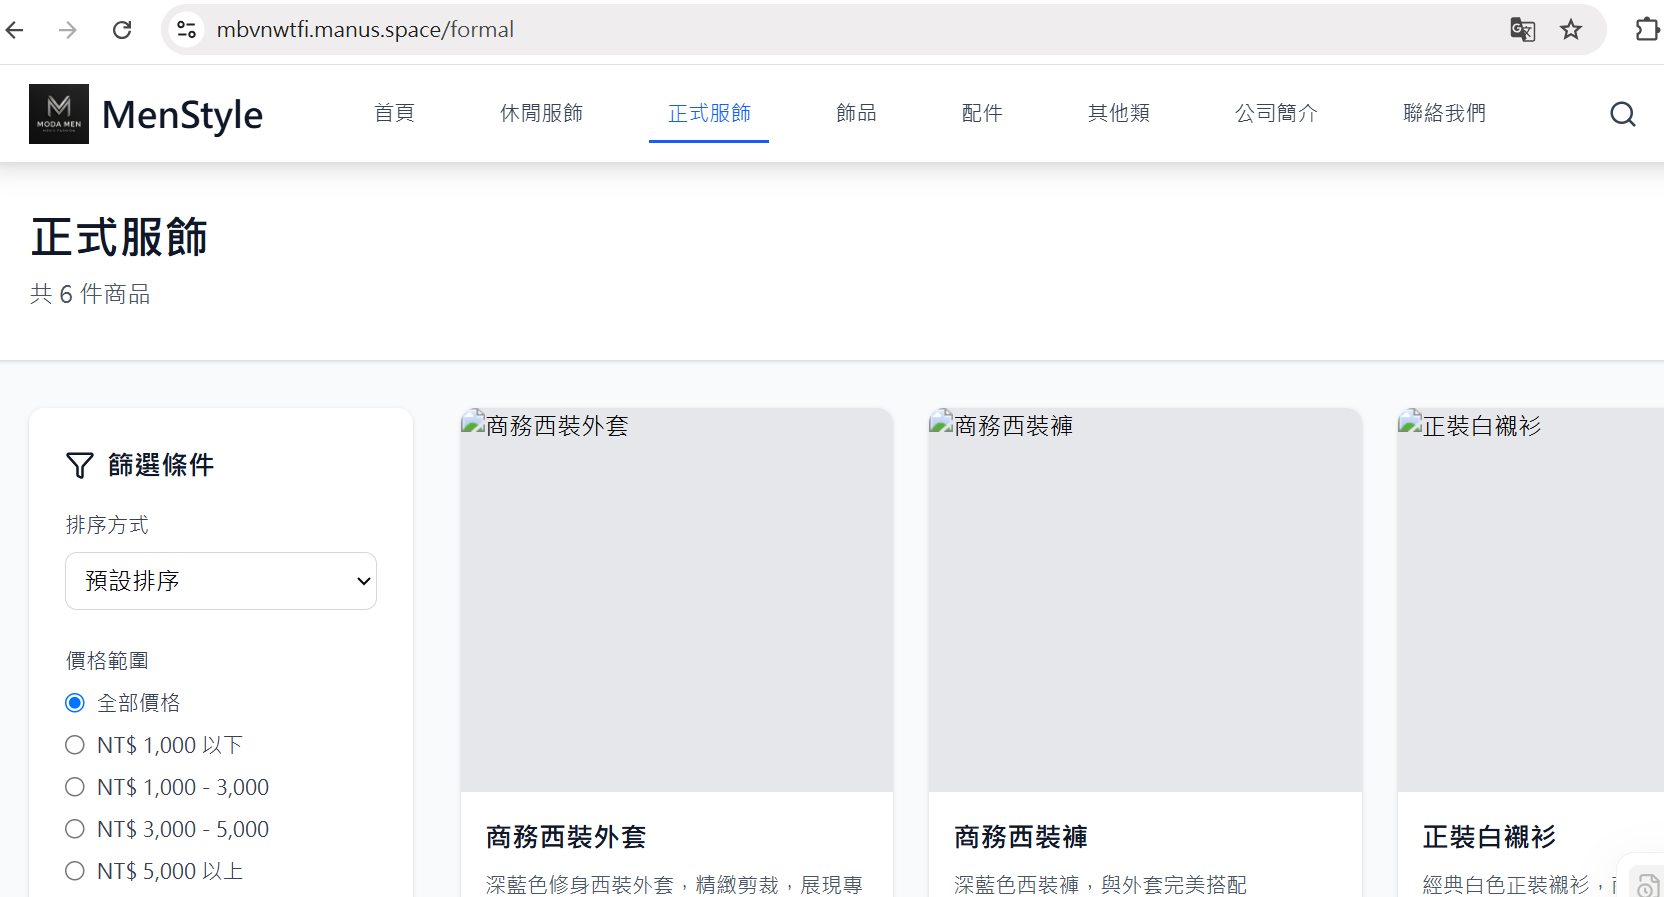 mbvnwtfi.manus.space/formal
MODA MEN
MenStyle
首頁
休閒服飾
正式服飾
飾品
配件
其他類
公司簡介
聯絡我們
正式服飾
共 6 件商品
篩選條件
排序方式
預設排序
價格範圍
全部價格
NT$ 1,000 以下
NT$ 1,000 - 3,000
NT$ 3,000 - 5,000
NT$ 5,000 以上
商務西裝外套
商務西裝外套
深藍色修身西裝外套，精緻剪裁，展現專
商務西裝褲
商務西裝褲
深藍色西裝褲，與外套完美搭配
正裝白襯衫
正裝白襯衫
經典白色正裝襯衫，